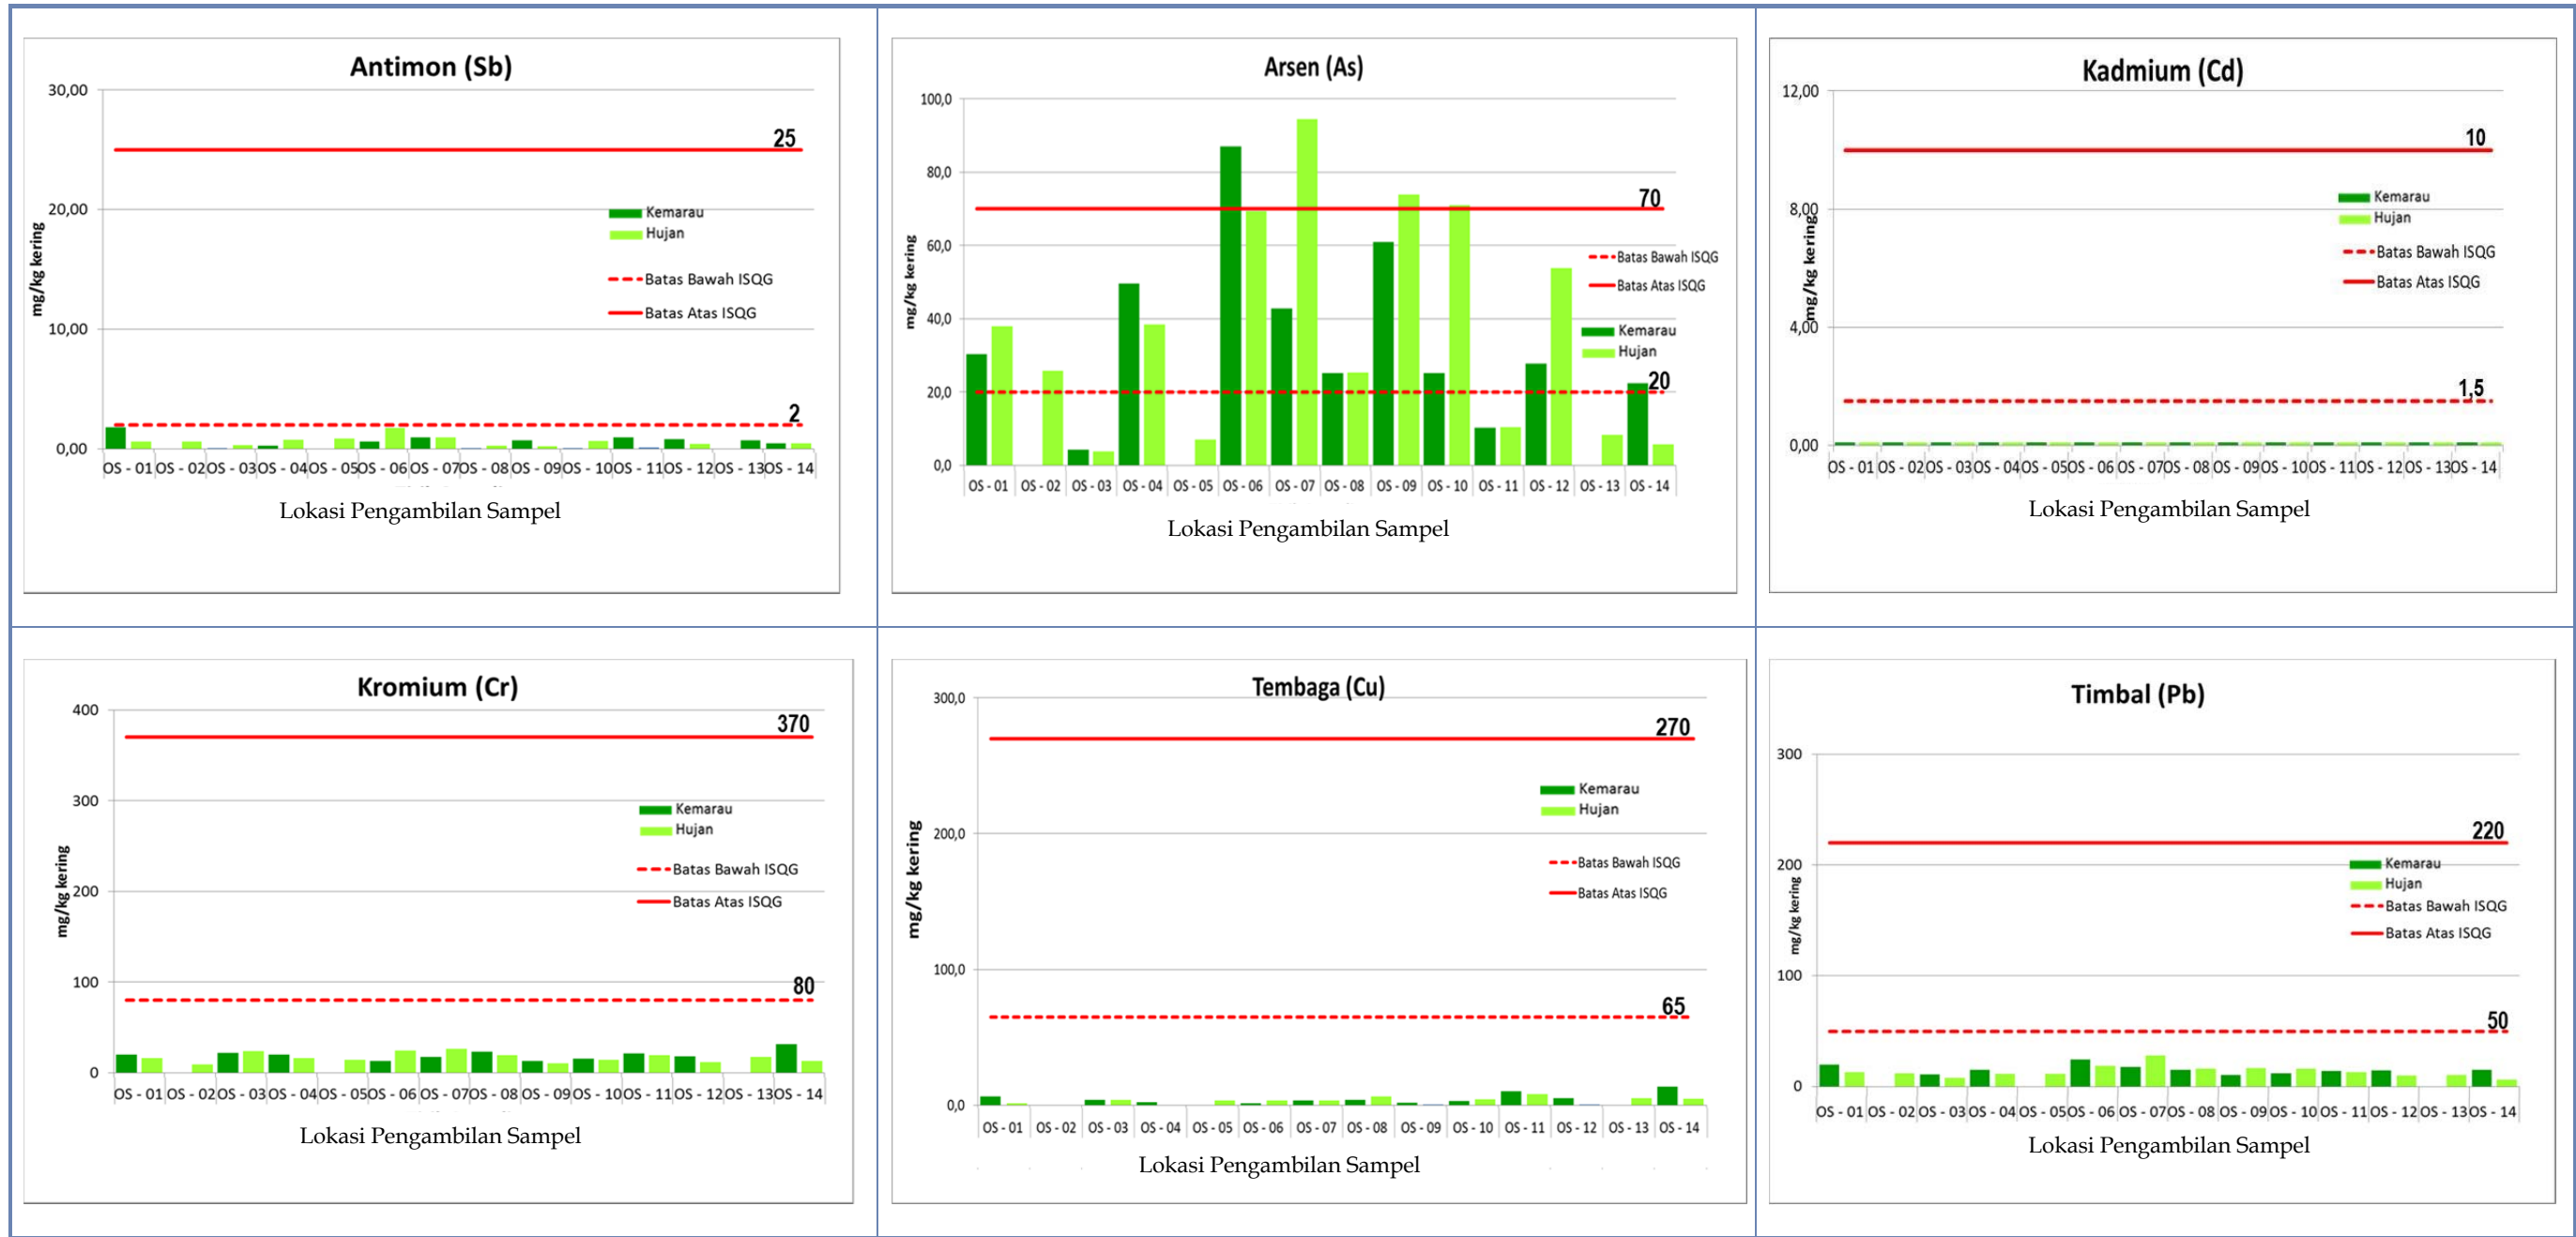 Antimon (Sb)
30,00
20,00
10,00
0,00
mg/kg kering
25
2
Kemarau
Hujan
Batas Bawah ISQG
Batas Atas ISQG
OS - 01 OS - 02 OS - 03 OS - 04 OS - 05 OS - 06 OS - 07 OS - 08 OS - 09 OS - 10 OS - 11 OS - 12 OS - 13 OS - 14
Lokasi Pengambilan Sampel
Arsen (As)
100,0
80,0
60,0
40,0
20,0
0,0
mg/kg kering
70
20
Batas Bawah ISQG
Batas Atas ISQG
Kemarau
Hujan
OS - 01 OS - 02 OS - 03 OS - 04 OS - 05 OS - 06 OS - 07 OS - 08 OS - 09 OS - 10 OS - 11 OS - 12 OS - 13 OS - 14
Lokasi Pengambilan Sampel
Kadmium (Cd)
12,00
8,00
4,00
0,00
mg/kg kering
10
1,5
Kemarau
Hujan
Batas Bawah ISQG
Batas Atas ISQG
OS - 01 OS - 02 OS - 03 OS - 04 OS - 05 OS - 06 OS - 07 OS - 08 OS - 09 OS - 10 OS - 11 OS - 12 OS - 13 OS - 14
Lokasi Pengambilan Sampel
Kromium (Cr)
400
300
200
100
0
mg/kg kering
370
80
Kemarau
Hujan
Batas Bawah ISQG
Batas Atas ISQG
OS - 01 OS - 02 OS - 03 OS - 04 OS - 05 OS - 06 OS - 07 OS - 08 OS - 09 OS - 10 OS - 11 OS - 12 OS - 13 OS - 14
Lokasi Pengambilan Sampel
Tembaga (Cu)
300,0
200,0
100,0
0,0
mg/kg kering
270
65
Kemarau
Hujan
Batas Bawah ISQG
Batas Atas ISQG
OS - 01 OS - 02 OS - 03 OS - 04 OS - 05 OS - 06 OS - 07 OS - 08 OS - 09 OS - 10 OS - 11 OS - 12 OS - 13 OS - 14
Lokasi Pengambilan Sampel
Timbal (Pb)
300
200
100
0
mg/kg kering
220
50
Kemarau
Hujan
Batas Bawah ISQG
Batas Atas ISQG
OS - 01 OS - 02 OS - 03 OS - 04 OS - 05 OS - 06 OS - 07 OS - 08 OS - 09 OS - 10 OS - 11 OS - 12 OS - 13 OS - 14
Lokasi Pengambilan Sampel